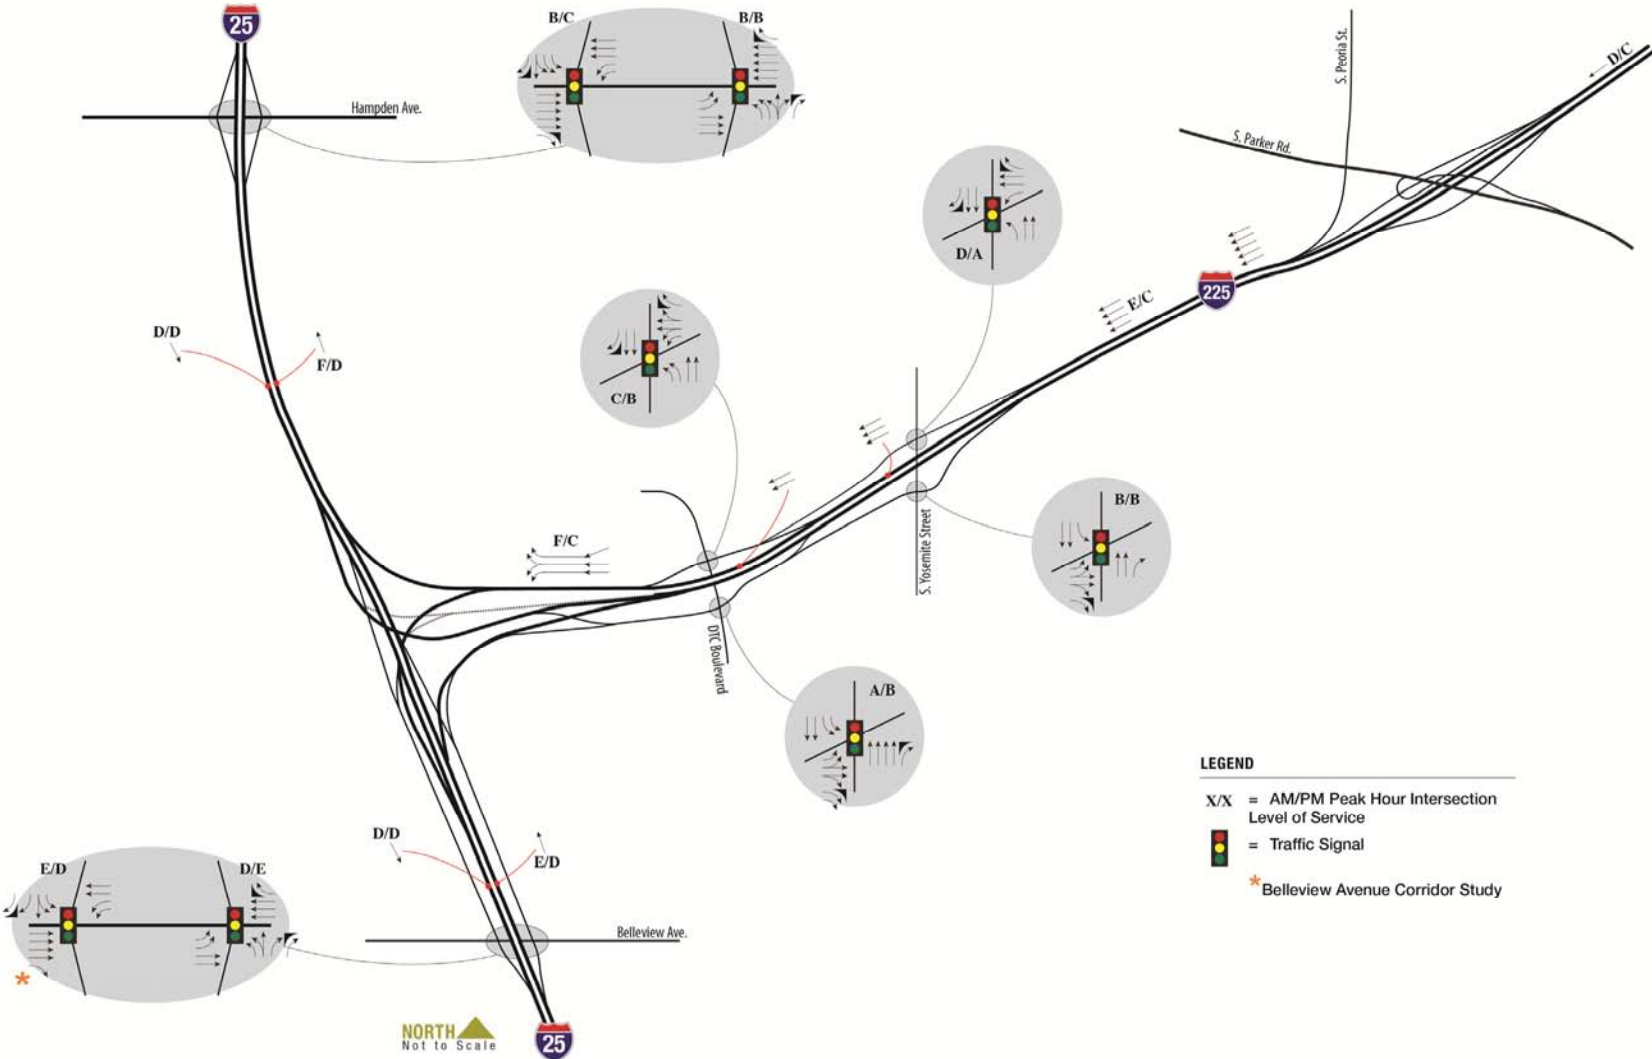 25
B/C
B/B
Hampden Ave.
S. Peoria St.
D/C
S. Parker Rd.
D/A
225
E/C
D/D
F/D
C/B
B/B
S. Yosemite Street
F/C
DTC Boulevard
A/B
D/D
E/D
E/D
D/E
*
Belleview Ave.
NORTH
Not to Scale
25
LEGEND
X/X = AM/PM Peak Hour Intersection
Level of Service
= Traffic Signal
*Belleview Avenue Corridor Study